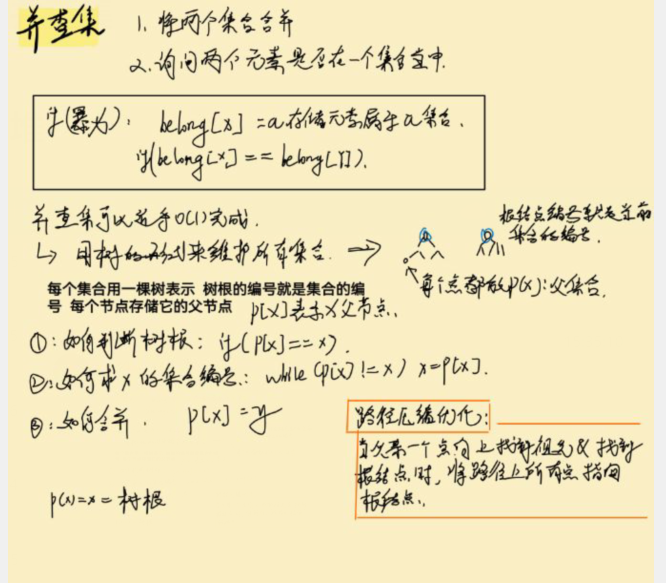 并查集 1. 将两个集合合并
2. 询问两个元素是否在一个集合当中.
if(暴力): belong[x] = a 存储元素属于a集合.
if(belong[x] == belong[y]).
并查集可以近乎O(1)完成.
↳ 用树的形式来维护所有集合. →
根结点编号就是当前
集合的编号.
每个点都存p(x):父集合.
每个集合用一棵树表示 树根的编号就是集合的编
号 每个节点存储它的父节点
p[x]表示x父节点.
①:如何判断树根: if(p[x]==x).
②:如何求x的集合编号: while(p[x]!=x) x=p[x].
③:如何合并. p[x]=y
路径压缩优化:
当从某一个点向上找到祖先& 找到
根结点时, 将路径上所有点指向
根结点.
p(x)=x=树根